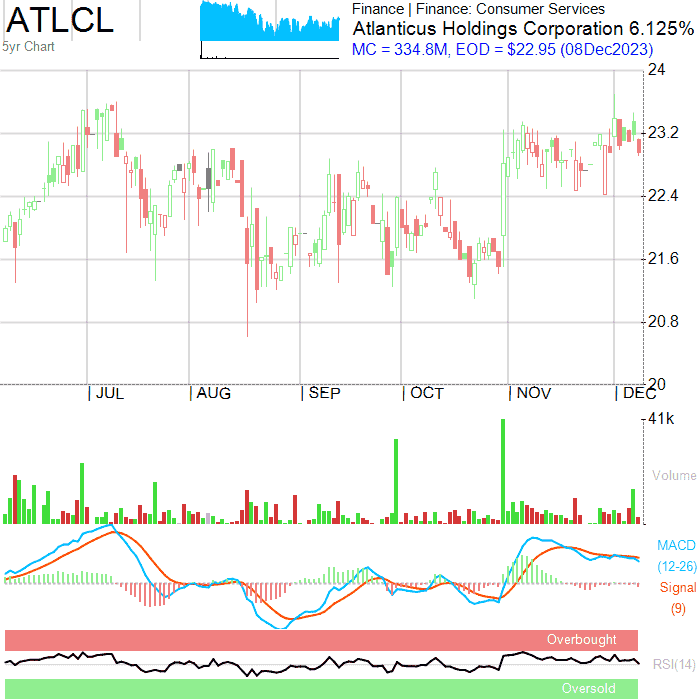 ATLCL
5yr Chart
Finance | Finance: Consumer Services
Atlanticus Holdings Corporation 6.125%
MC = 334.8M, EOD = $22.95 (08Dec2023)
24
23.2
22.4
21.6
20.8
20
| JUL | AUG | SEP | OCT | NOV | DEC
41k
Volume
MACD
(12-26)
Signal
(9)
Overbought
RSI(14)
Oversold